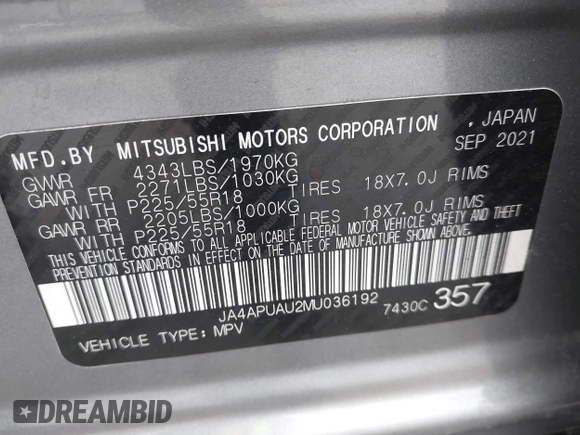 MFD.BY MITSUBISHI MOTORS CORPORATION , JAPAN
GVWR 4343LBS/1970KG SEP 2021
GAWR FR 2271LBS/1030KG
WITH P225/55R18 TIRES 18X7.0J RIMS
GAWR RR 2205LBS/1000KG
WITH P225/55R18 TIRES 18X7.0J RIMS
THIS VEHICLE CONFORMS TO ALL APPLICABLE FEDERAL MOTOR VEHICLE SAFETY AND THEFT
PREVENTION STANDARDS IN EFFECT ON THE DATE OF MANUFACTURE SHOWN ABOVE.
JA4APUAU2MU036192 7430C 357
VEHICLE TYPE: MPV
DREAMBID